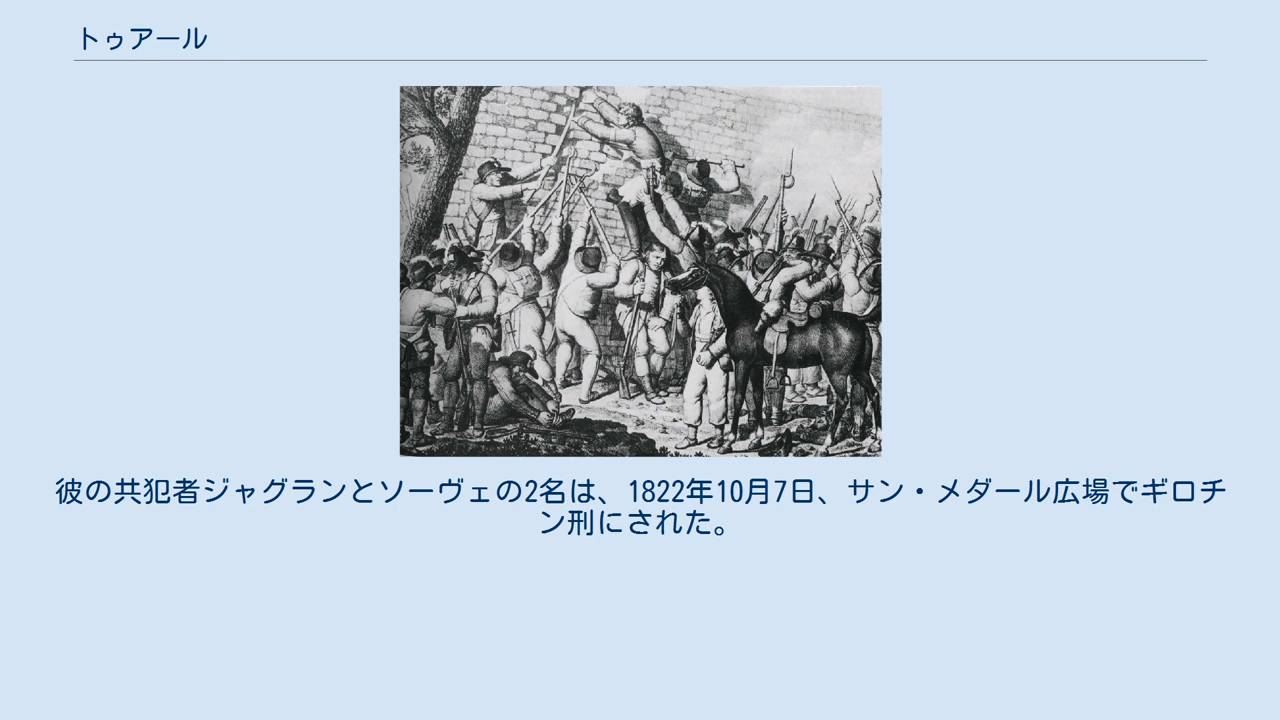 トゥアール
彼の共犯者ジャグランとソーヴェの2名は、1822年10月7日、サン・メダール広場でギロチ
ン刑にされた。